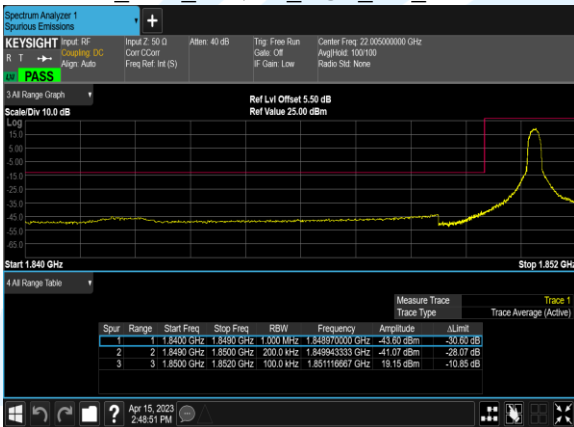 Spectrum Analyzer 1
Spurious Emissions
+
KEYSIGHT Input: RF Input Z: 50 Ω Atten: 40 dB Trig: Free Run Center Freq: 22.005000000 GHz
R T Coupling: DC Corr CCorr Gate: Off Avg|Hold: 100/100
Align: Auto Freq Ref: Int (S) IF Gain: Low Radio Std: None
LW PASS
3 All Range Graph
Ref Lvl Offset 5.50 dB
Scale/Div 10.0 dB Ref Value 25.00 dBm
Log
15.0
5.00
-5.00
-15.0
-25.0
-35.0
-45.0
-55.0
-65.0
Start 1.840 GHz Stop 1.852 GHz
4 All Range Table
Measure Trace Trace 1
Trace Type Trace Average (Active)
Spur Range Start Freq Stop Freq RBW Frequency Amplitude ΔLimit
1 1 1.8400 GHz 1.8490 GHz 1.000 MHz 1.848970000 GHz -43.60 dBm -30.60 dB
2 2 1.8490 GHz 1.8500 GHz 200.0 kHz 1.849943333 GHz -41.07 dBm -28.07 dB
3 3 1.8500 GHz 1.8520 GHz 100.0 kHz 1.851116667 GHz 19.15 dBm -10.85 dB
?
Apr 15, 2023
2:48:51 PM